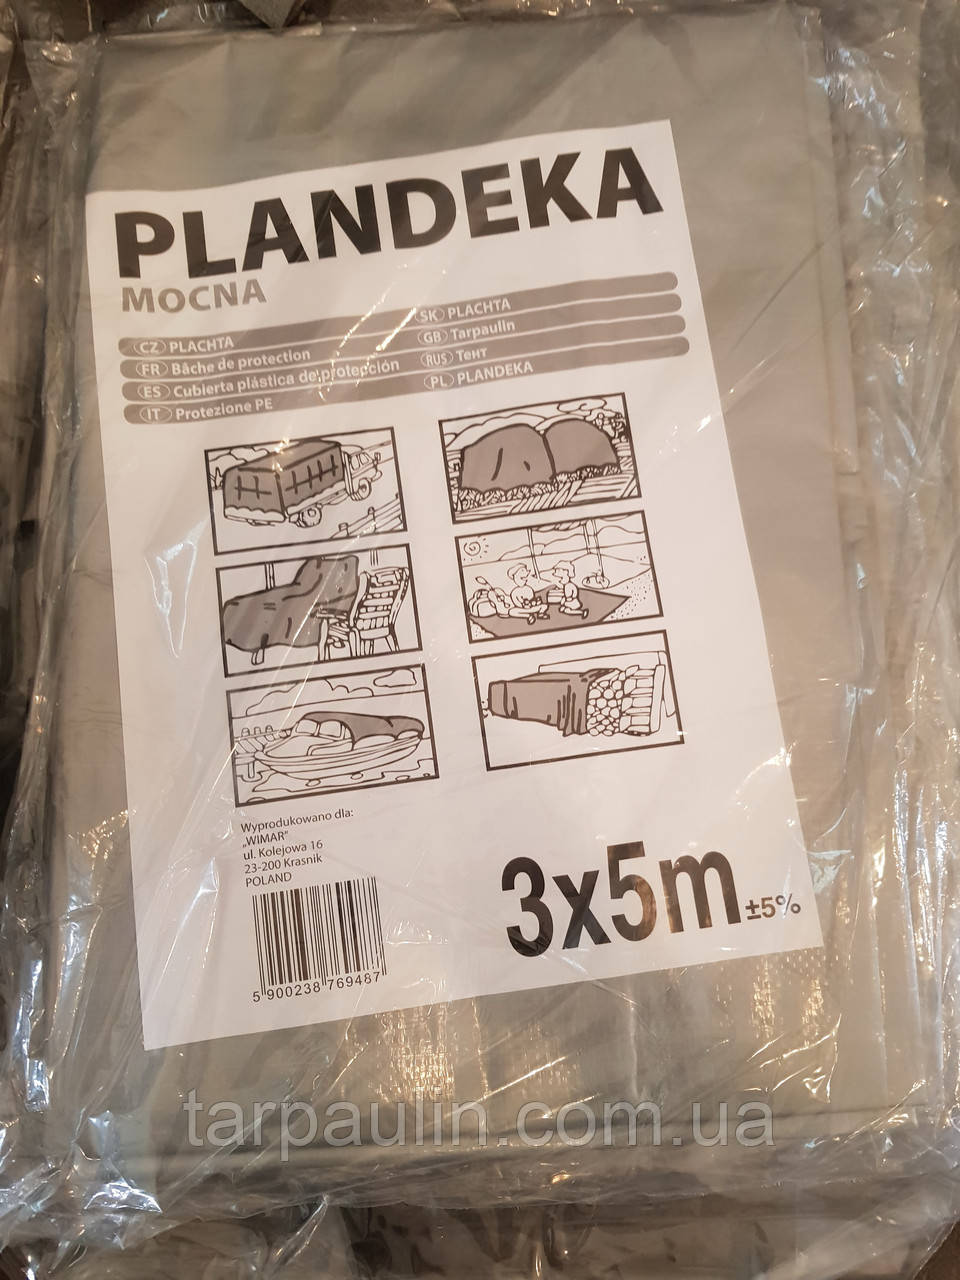 PLANDEKA
MOCNA
CZ PLACHTA
SK PLACHTA
FR Bâche de protection
GB Tarpaulin
ES Cubierta plástica de protección
RUS Тент
IT Protezione PE
PL PLANDEKA
Wyprodukowano dla:
„WIMAR"
ul. Kolejowa 16
23-200 Krasnik
POLAND
5 900238 769487
3x5m ±5%
tarpaulin.com.ua